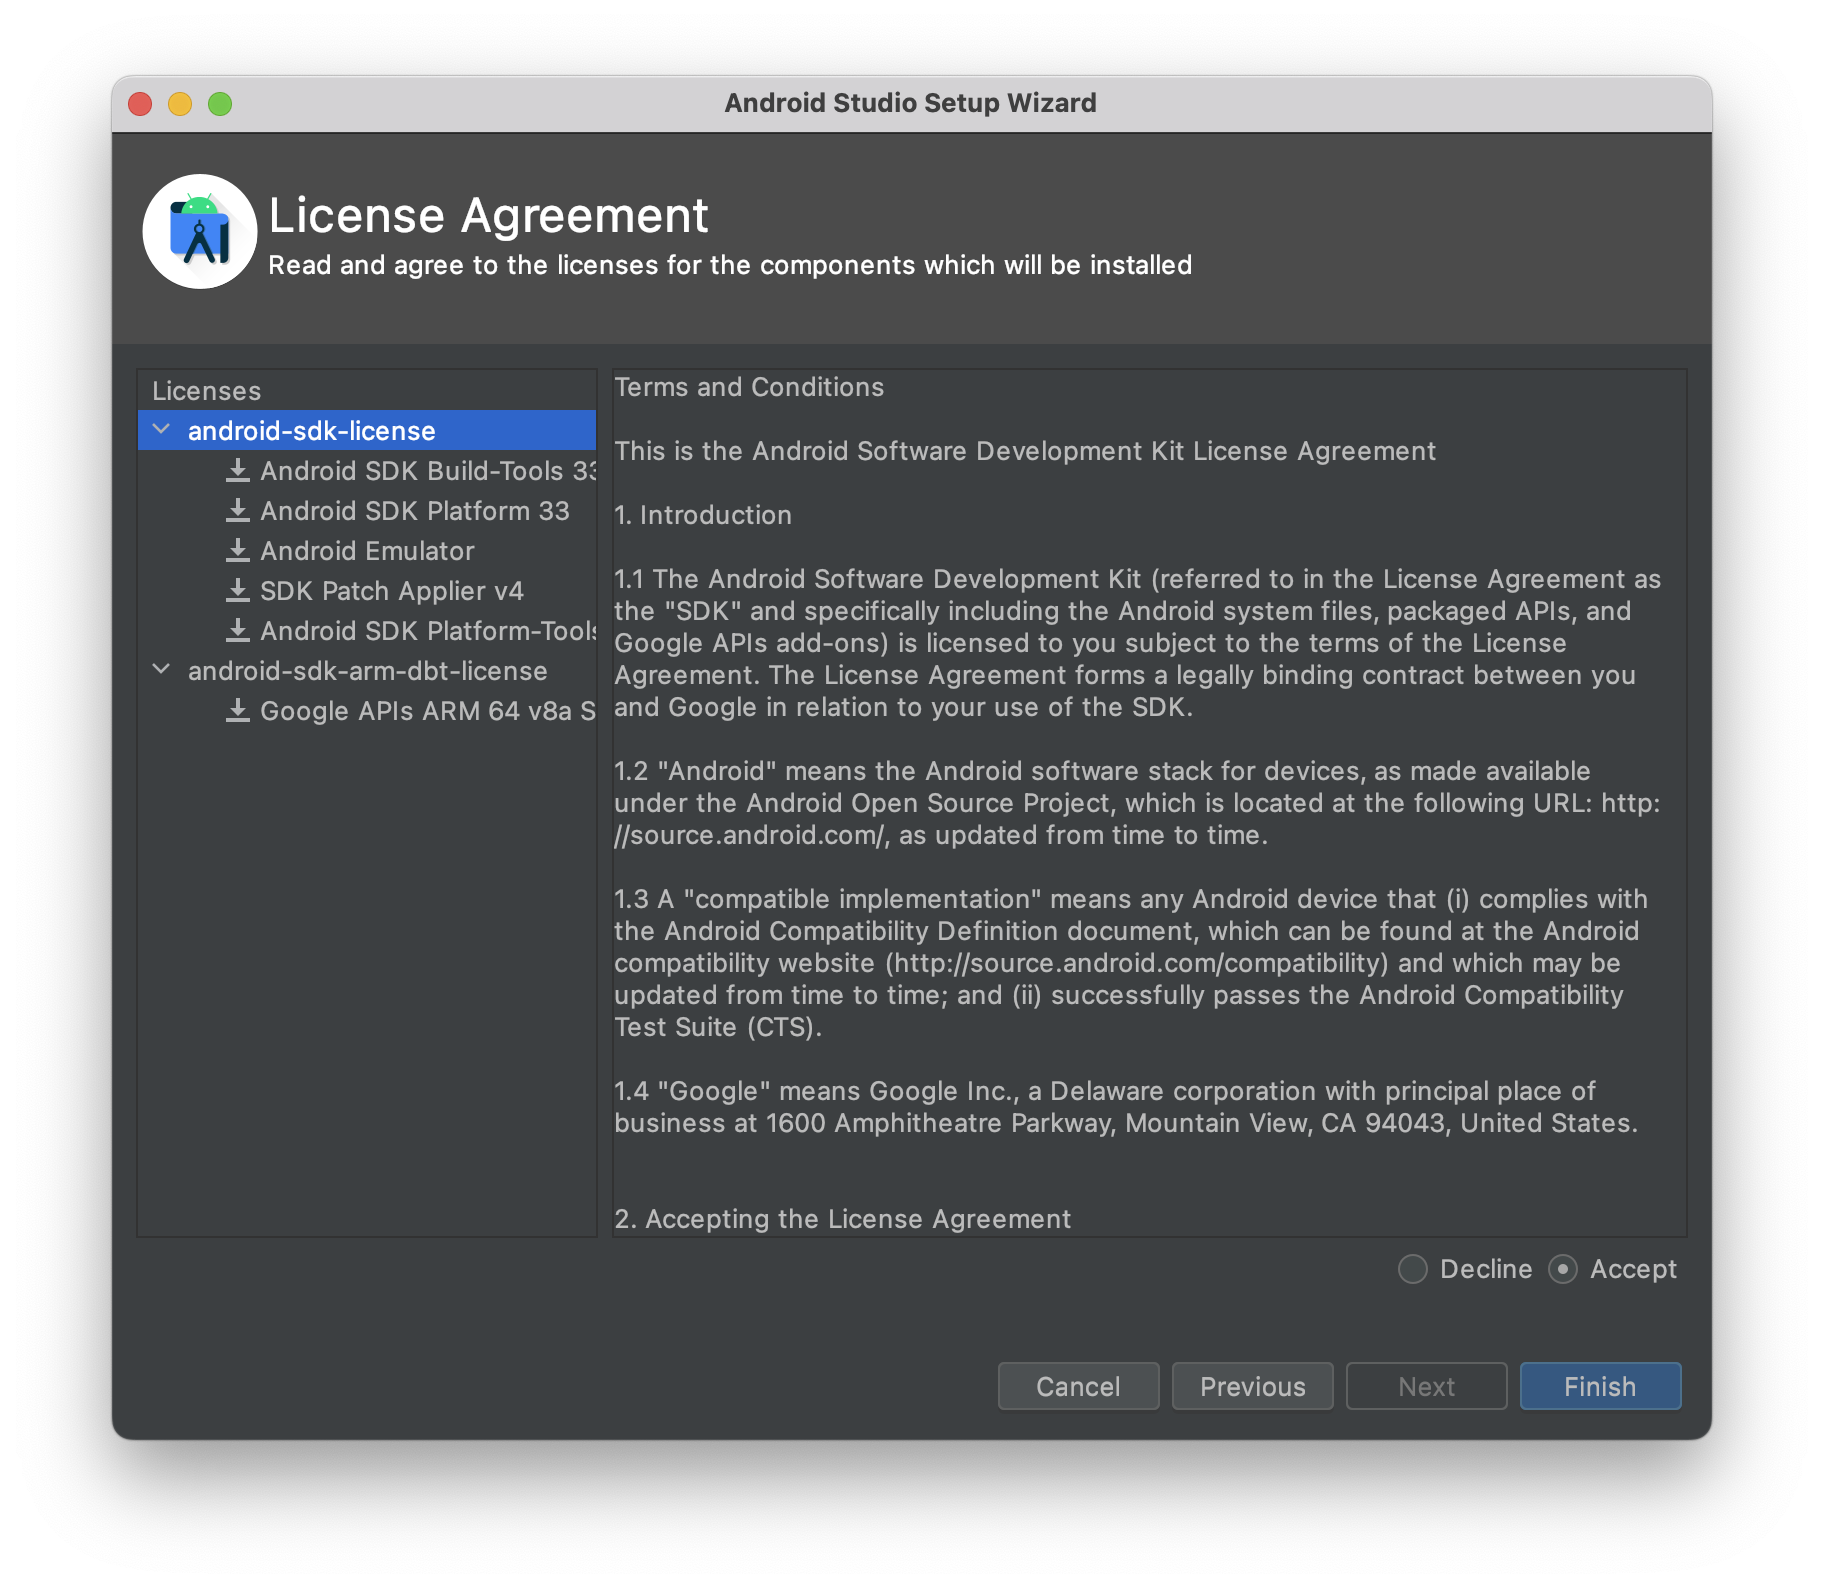 Android Studio Setup Wizard
License Agreement
Read and agree to the licenses for the components which will be installed
Licenses
android-sdk-license
Android SDK Build-Tools 33
Android SDK Platform 33
Android Emulator
SDK Patch Applier v4
Android SDK Platform-Tools
android-sdk-arm-dbt-license
Google APIs ARM 64 v8a S
Terms and Conditions
This is the Android Software Development Kit License Agreement
1. Introduction
1.1 The Android Software Development Kit (referred to in the License Agreement as
the "SDK" and specifically including the Android system files, packaged APIs, and
Google APIs add-ons) is licensed to you subject to the terms of the License
Agreement. The License Agreement forms a legally binding contract between you
and Google in relation to your use of the SDK.
1.2 "Android" means the Android software stack for devices, as made available
under the Android Open Source Project, which is located at the following URL: http:
//source.android.com/, as updated from time to time.
1.3 A "compatible implementation" means any Android device that (i) complies with
the Android Compatibility Definition document, which can be found at the Android
compatibility website (http://source.android.com/compatibility) and which may be
updated from time to time; and (ii) successfully passes the Android Compatibility
Test Suite (CTS).
1.4 "Google" means Google Inc., a Delaware corporation with principal place of
business at 1600 Amphitheatre Parkway, Mountain View, CA 94043, United States.
2. Accepting the License Agreement
Decline Accept
Cancel Previous Next Finish